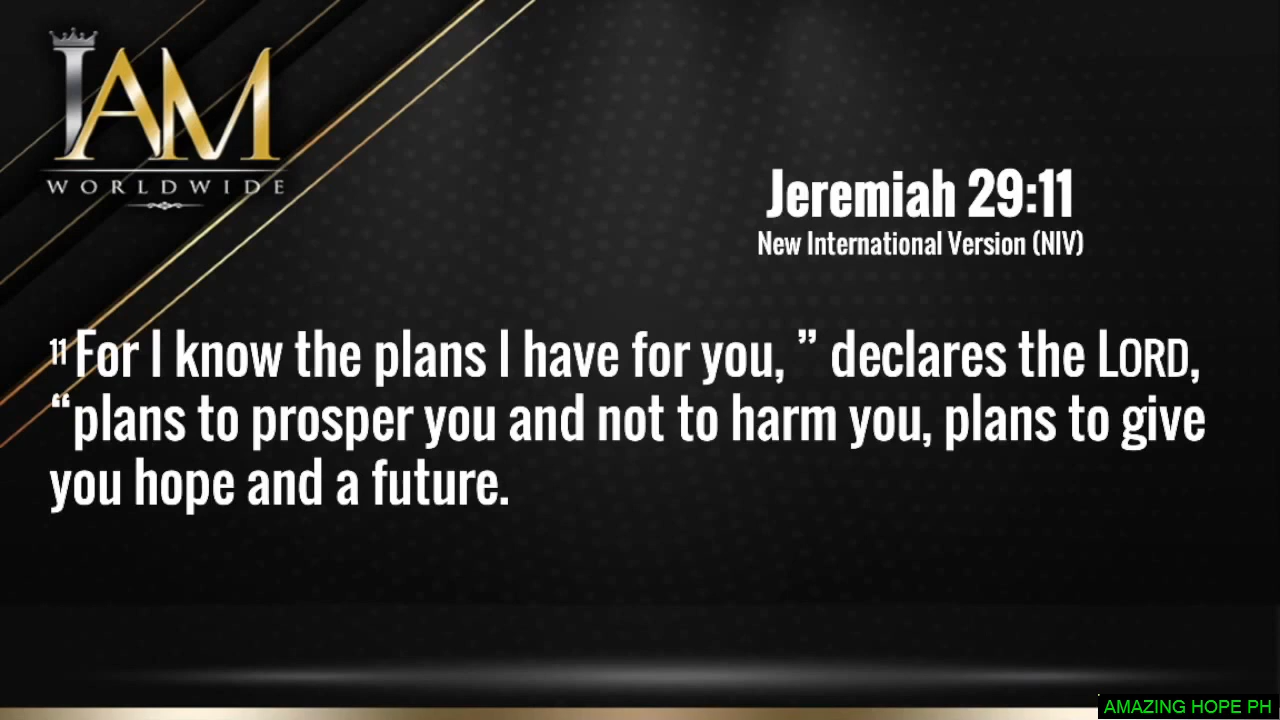 IAM
WORLDWIDE
Jeremiah 29:11
New International Version (NIV)
11 For I know the plans I have for you, ” declares the LORD,
“plans to prosper you and not to harm you, plans to give
you hope and a future.
AMAZING HOPE PH